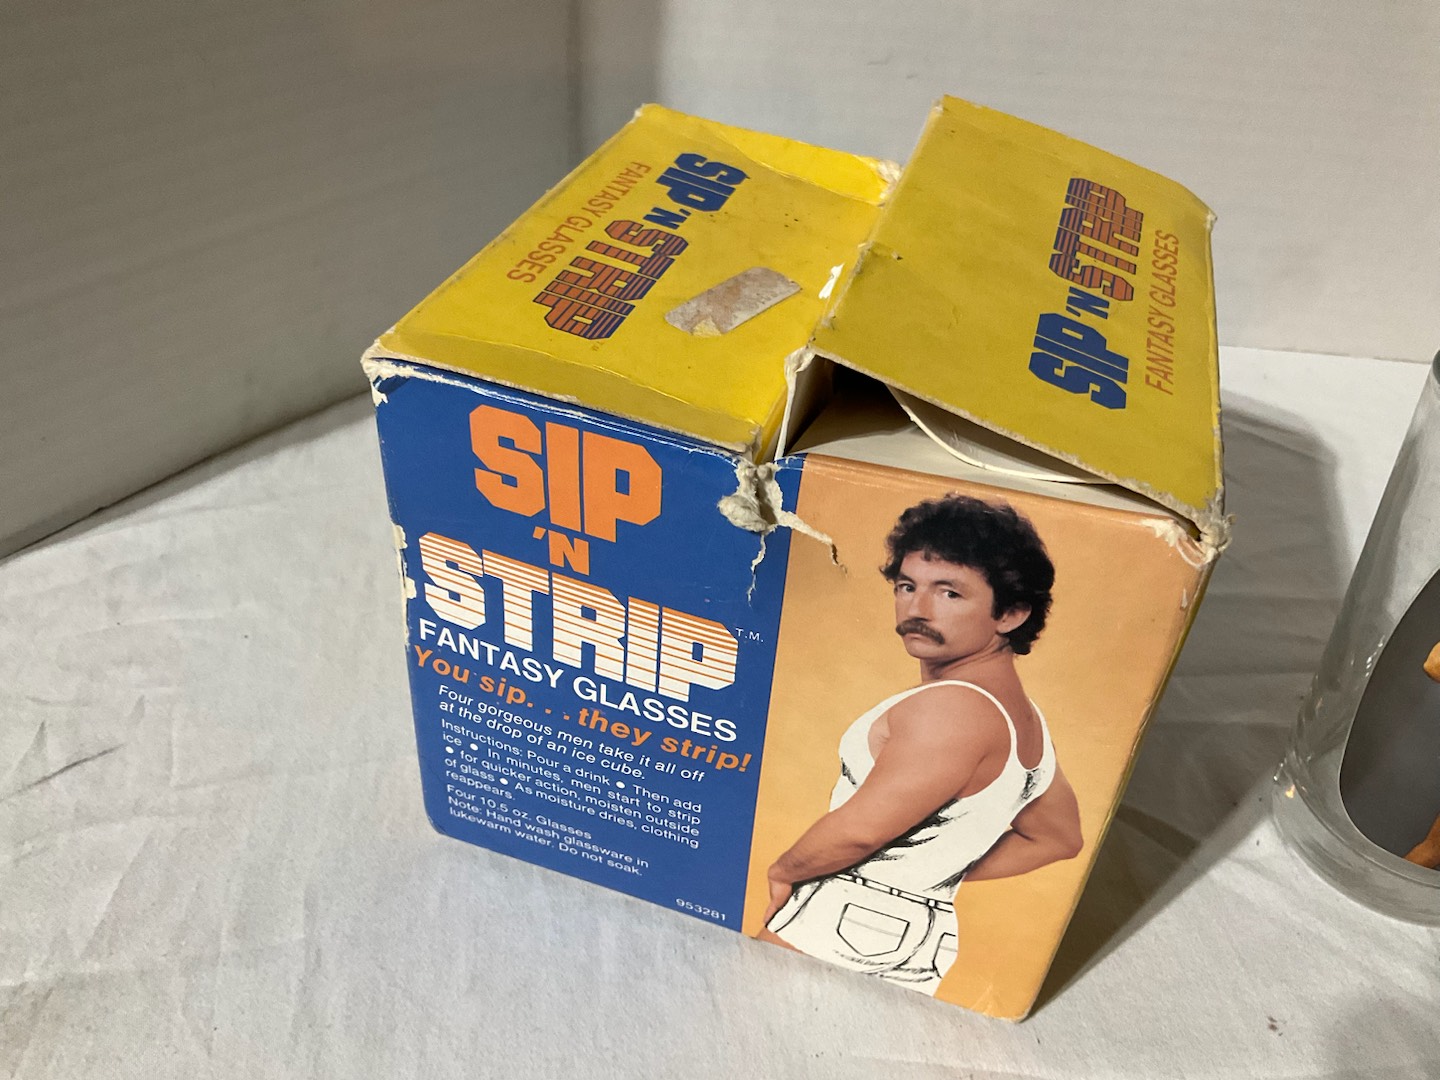 SIP 'N STRIP
FANTASY GLASSES
SIP 'N STRIP
FANTASY GLASSES
SIP
'N
STRIP T.M.
FANTASY GLASSES
You sip. . . they strip!
Four gorgeous men take it all off
at the drop of an ice cube.
Instructions: Pour a drink • Then add
ice • In minutes, men start to strip
• for quicker action, moisten outside
of glass • As moisture dries, clothing
reappears.
Four 10.5 oz. Glasses
Note: Hand wash glassware in
lukewarm water. Do not soak.
953281